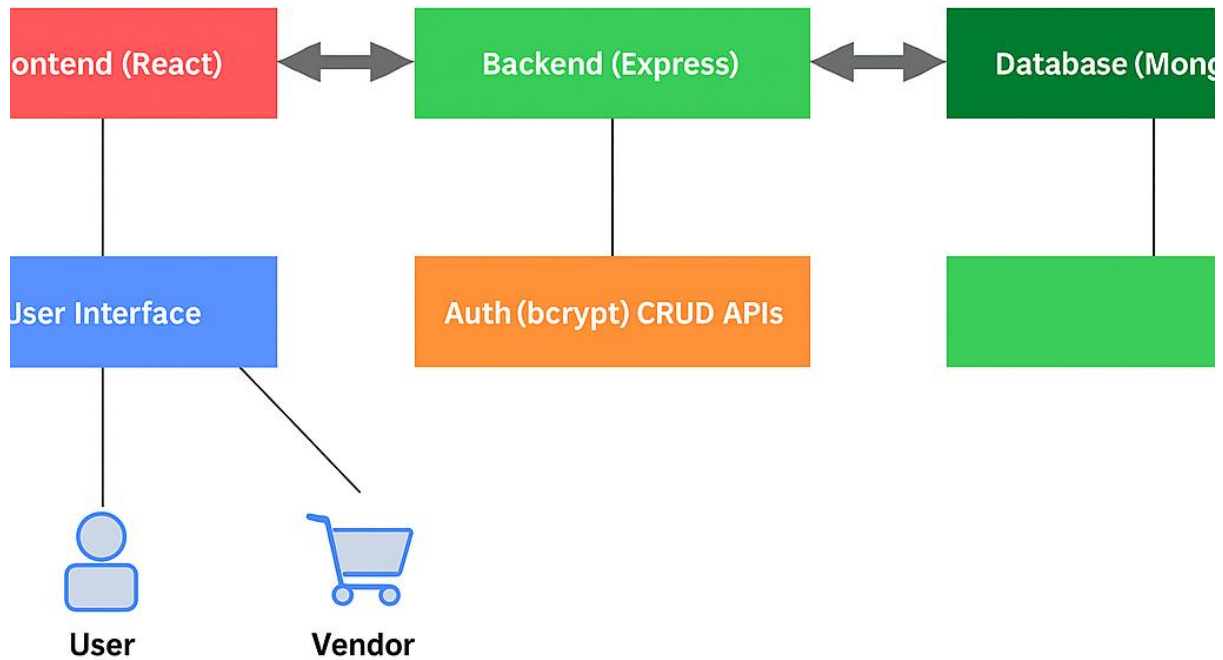 ontend (React)
Backend (Express)
Database (Mong
User Interface
Auth (bcrypt) CRUD APIs
User
Vendor